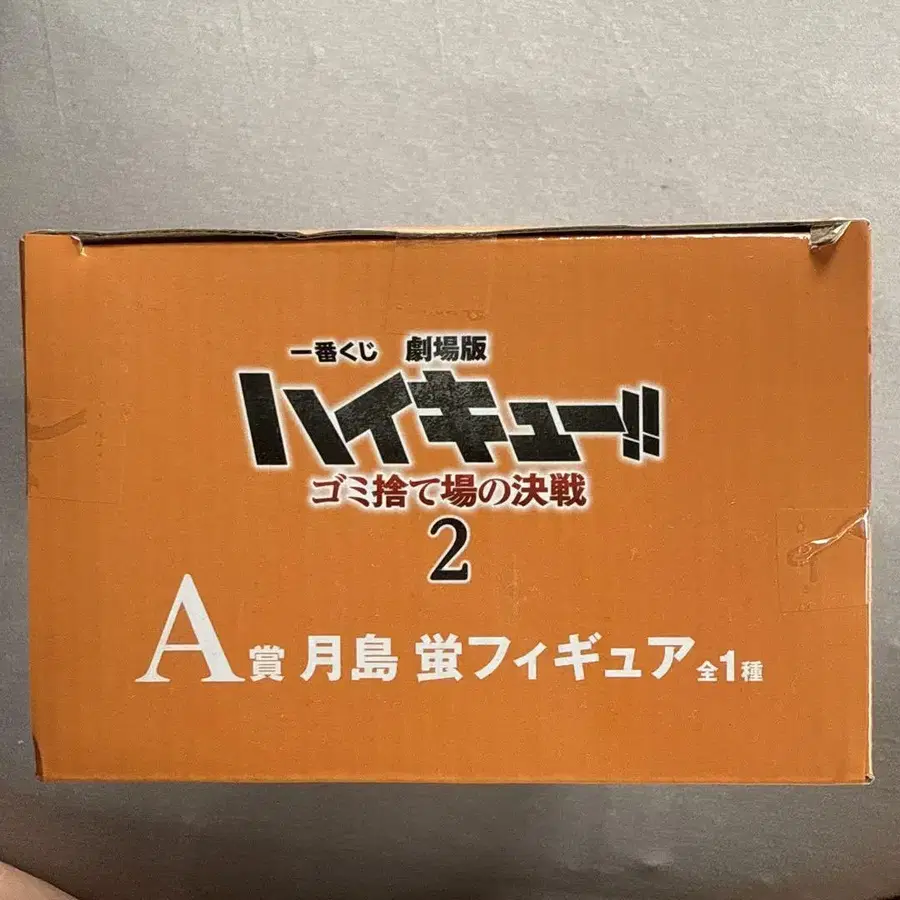 一番くじ 劇場版
ハイキュー!!
ゴミ捨て場の決戦
2
A賞 月島 蛍フィギュア 全1種